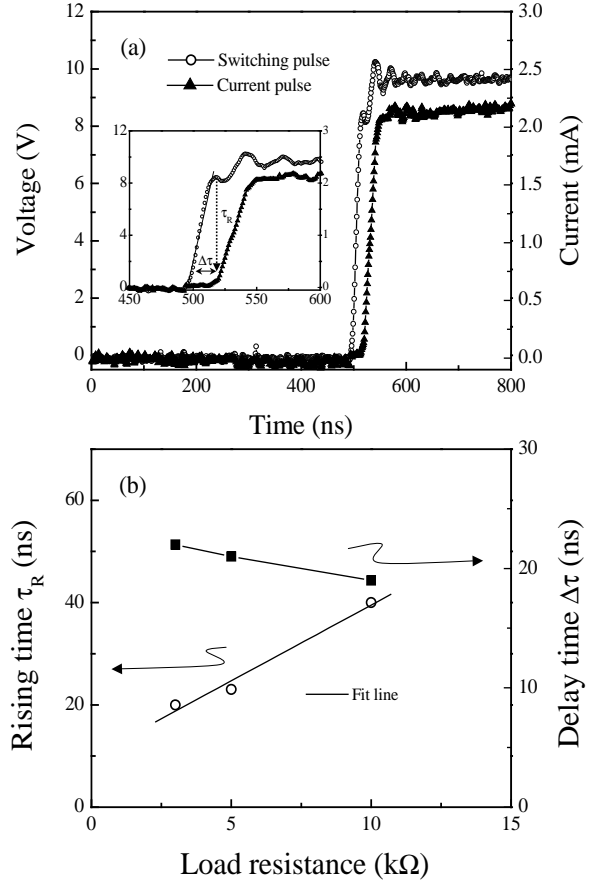 (a)
Switching pulse
Current pulse
Voltage (V)
12
10
8
6
4
2
0
Current (mA)
3.0
2.5
2.0
1.5
1.0
0.5
0.0
12
8
4
0
3
2
1
0
τR
Δτ
450 500 550 600
0 200 400 600 800
Time (ns)
(b)
Rising time τR (ns)
60
40
20
0
Delay time Δτ (ns)
30
20
10
0
Fit line
0 5 10 15
Load resistance (kΩ)